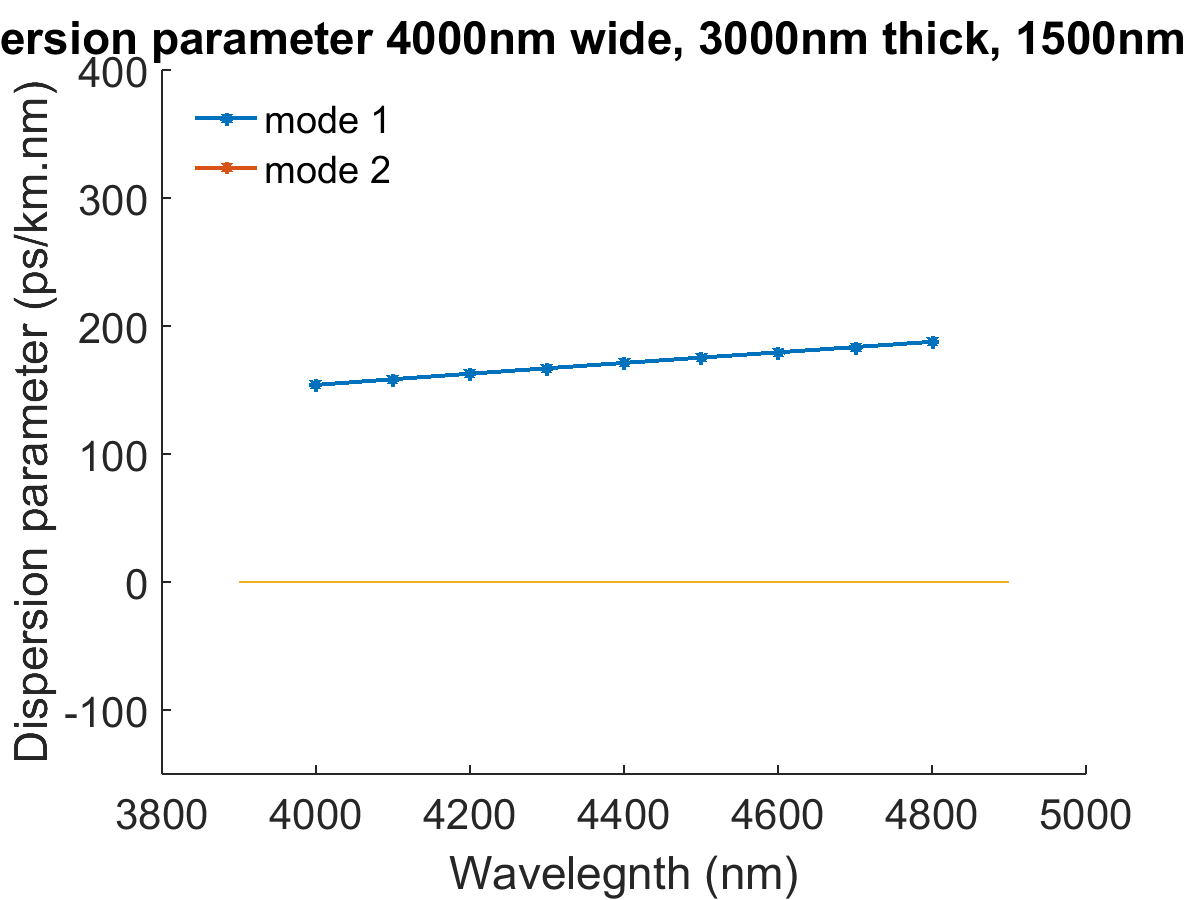 ersion parameter 4000nm wide, 3000nm thick, 1500nm
400
300
200
100
0
-100
mode 1
mode 2
Dispersion parameter (ps/km.nm)
3800 4000 4200 4400 4600 4800 5000
Wavelegnth (nm)